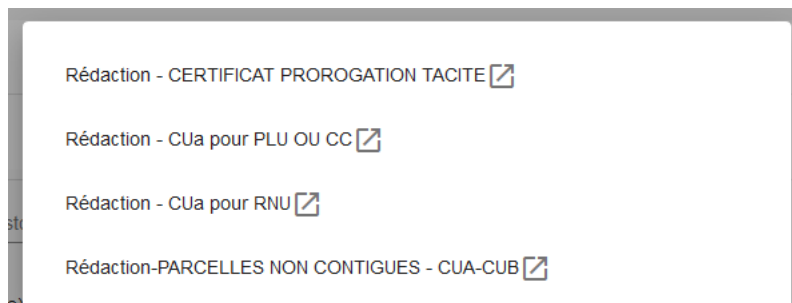 Rédaction - CERTIFICAT PROROGATION TACITE
Rédaction - CUa pour PLU OU CC
Rédaction - CUa pour RNU
Rédaction-PARCELLES NON CONTIGUES - CUA-CUB